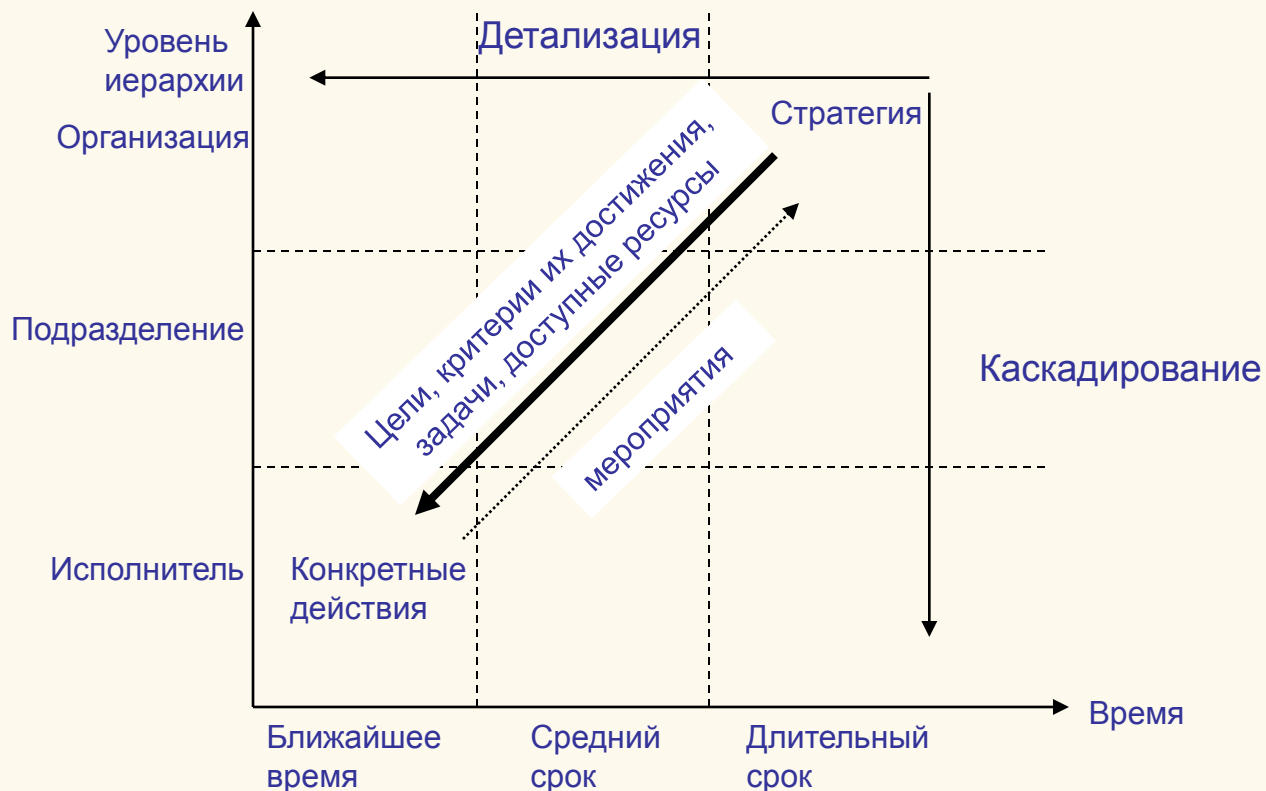 Уровень
иерархии
Детализация
Стратегия
Организация
Цели, критерии их достижения,
задачи, доступные ресурсы
Подразделение
мероприятия
Каскадирование
Исполнитель
Конкретные
действия
Время
Ближайшее
время
Средний
срок
Длительный
срок